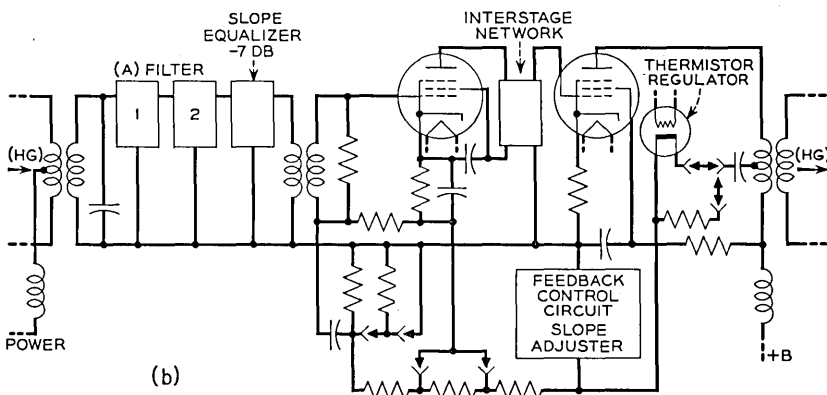 SLOPE
EQUALIZER
-7 DB
(A) FILTER
1
2
INTERSTAGE
NETWORK
THERMISTOR
REGULATOR
(HG)
(HG)
FEEDBACK
CONTROL
CIRCUIT
SLOPE
ADJUSTER
POWER
(b)
+B